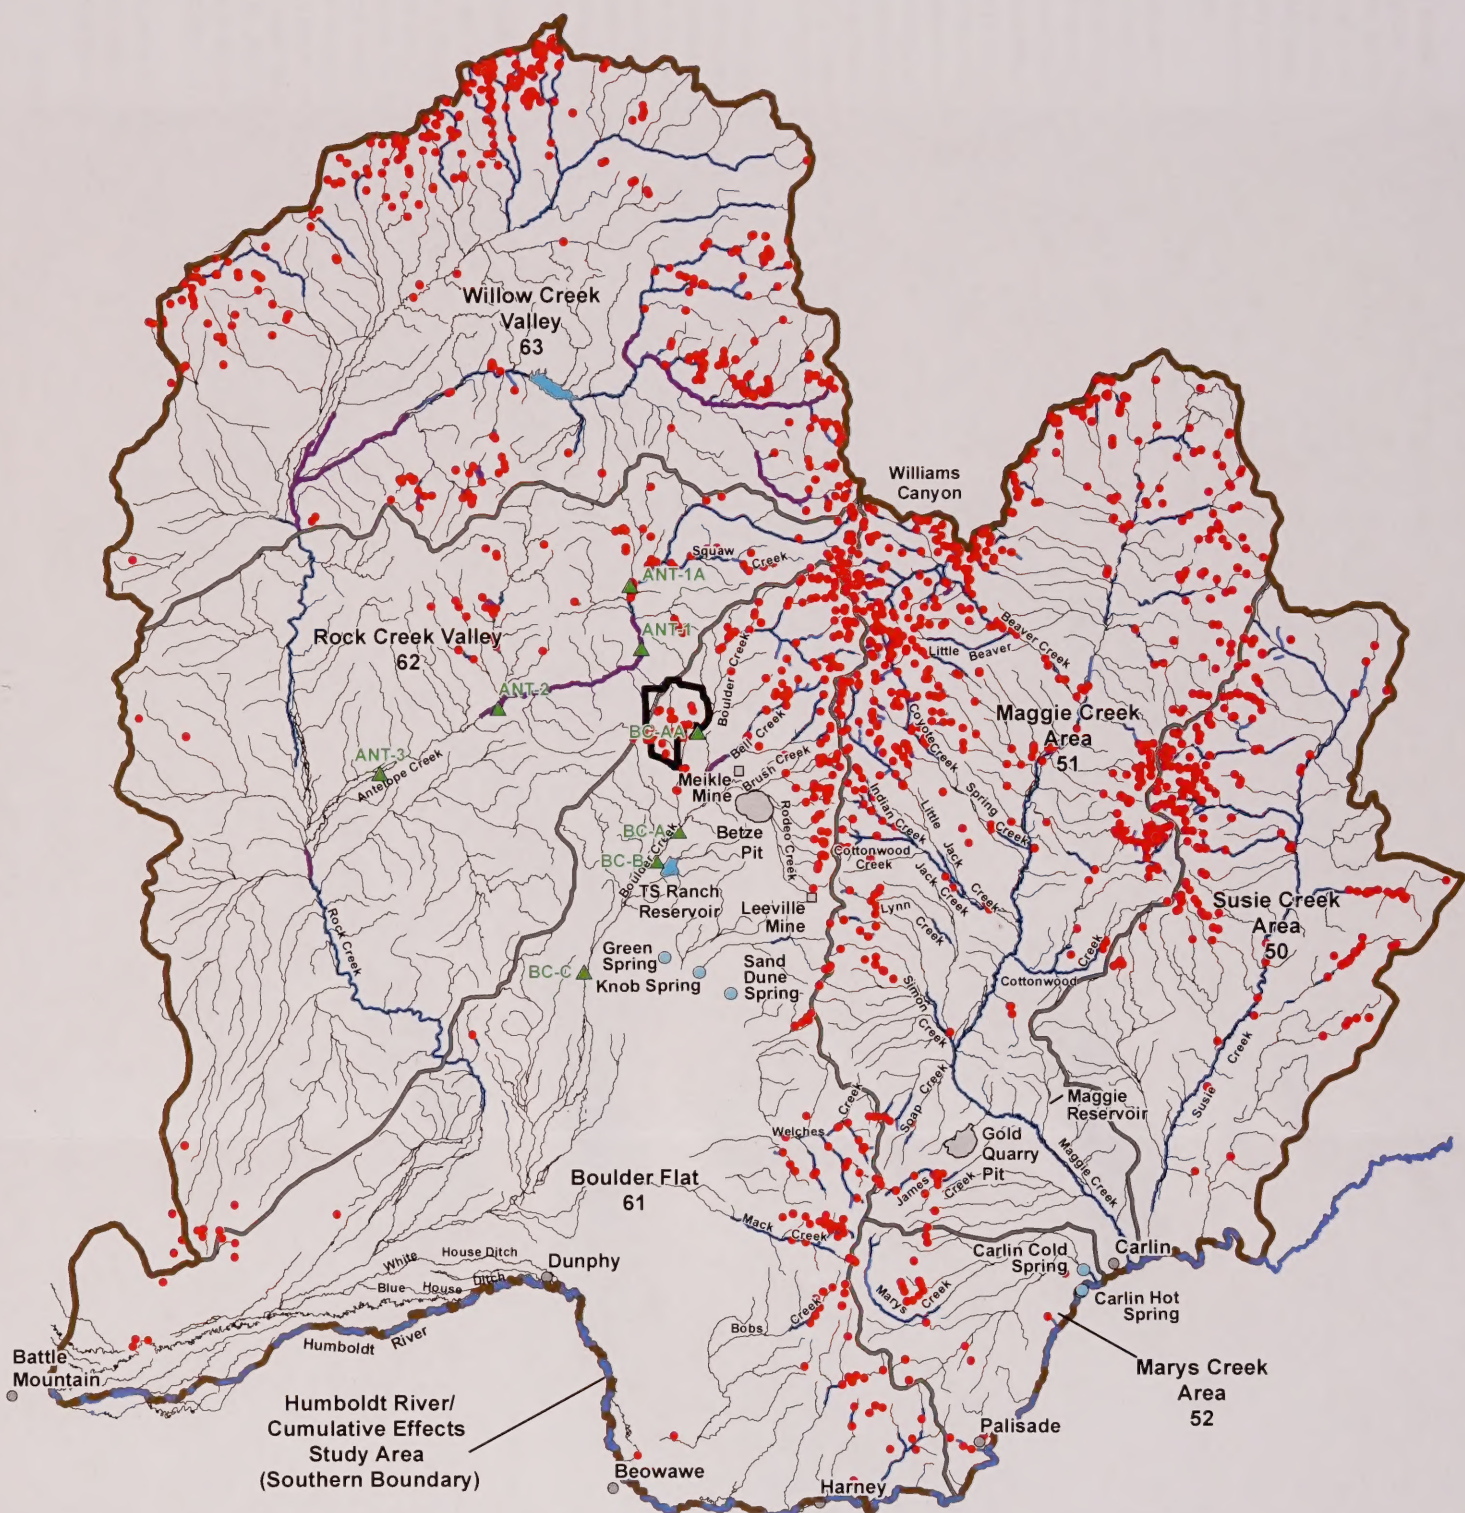 Willow Creek
Valley
63
Williams
Canyon
Squaw
Creek
ANT-1A
ANT-1
Rock Creek Valley
62
ANT-2
ANT-3
Antelope Creek
Boulder Creek
BC-AA
Bell Creek
Brush Creek
Meikle
Mine
Rodeo Creek
Betze
Pit
BC-A
BC-B
Boulder Creek
TS Ranch
Reservoir
Leeville
Mine
Green
Spring
Knob Spring
Sand
Dune
Spring
BC-C
Rock Creek
Beaver Creek
Little Beaver
Maggie Creek
Area
51
Coyote Creek
Spring
Creek
Little
Jack
Creek
Indian Creek
Cottonwood
Creek
Jack Creek
Lynn
Creek
Simon
Creek
Cottonwood
Creek
Susie Creek
Area
50
Susie
Creek
Maggie
Reservoir
Soap Creek
Welches
Creek
Gold
Quarry
Pit
James
Creek
Maggie Creek
Boulder Flat
61
Mack
Creek
Marys
Creek
Bobs
Creek
Carlin Cold
Spring
Carlin
Carlin Hot
Spring
Marys Creek
Area
52
White
House Ditch
Blue House Ditch
Dunphy
Humboldt River
Battle
Mountain
Humboldt River/
Cumulative Effects
Study Area
(Southern Boundary)
Beowawe
Harney
Palisade